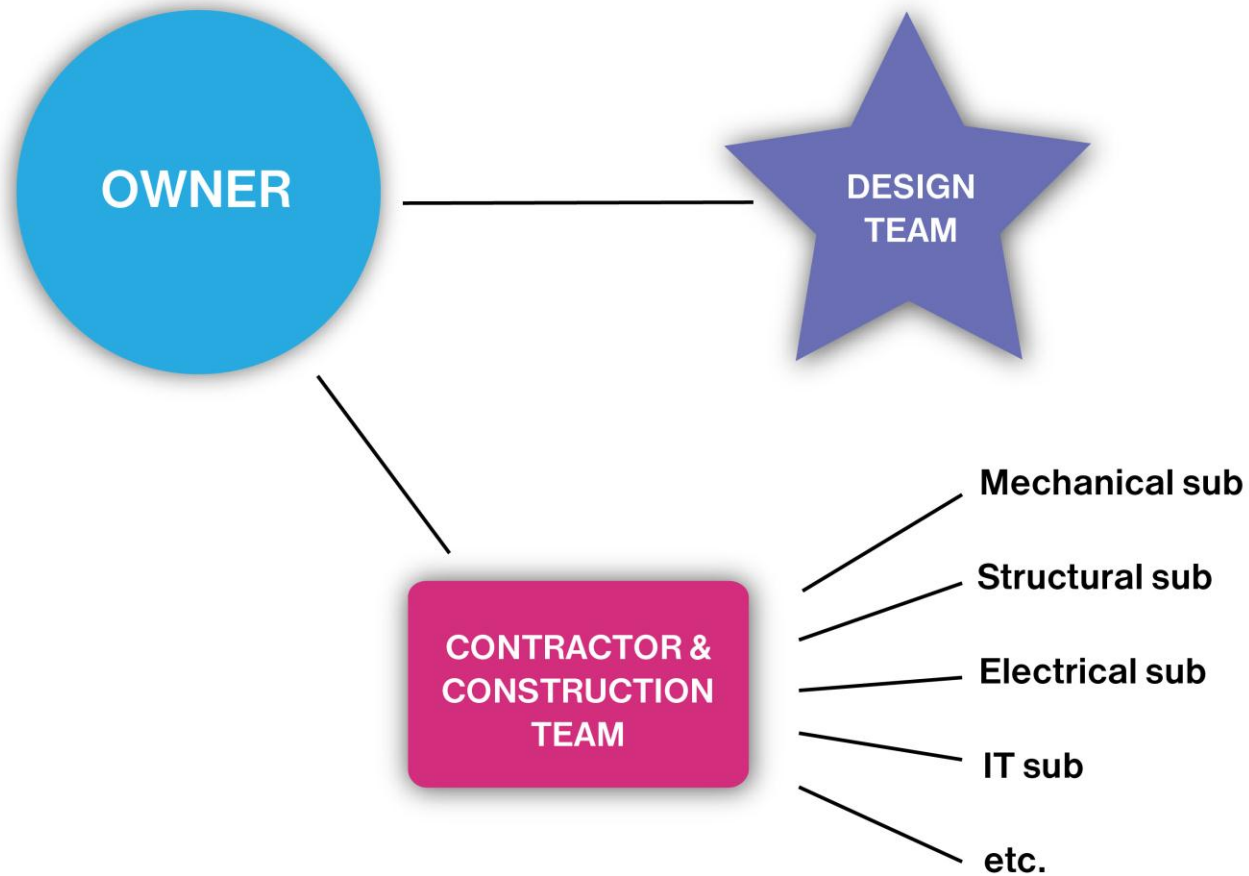 OWNER
DESIGN
TEAM
CONTRACTOR &
CONSTRUCTION
TEAM
Mechanical sub
Structural sub
Electrical sub
IT sub
etc.